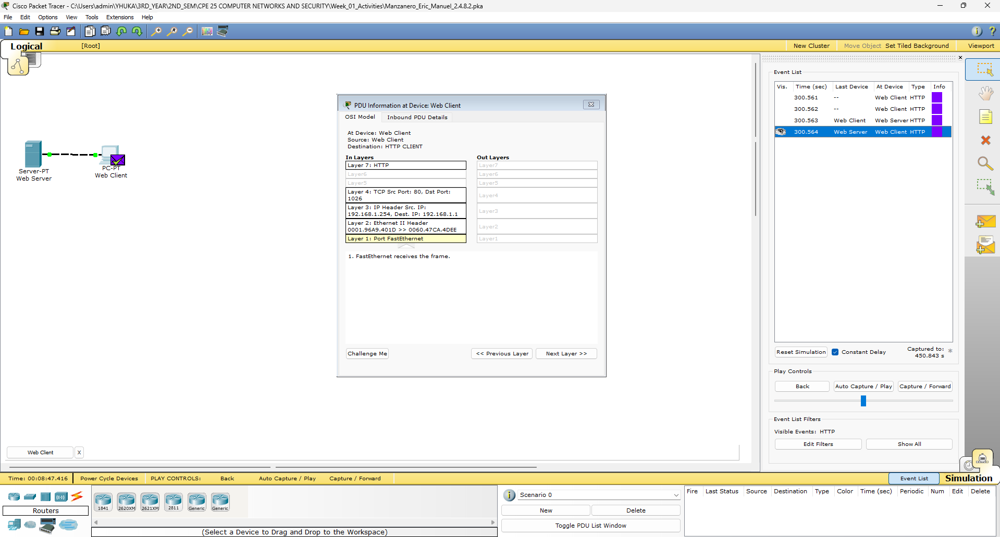 Cisco Packet Tracer - C:\Users\admin\YHUKA\3RD_YEAR\2ND_SEM\CPE 25 COMPUTER NETWORKS AND SECURITY\Week_01_Activities\Manzanero_Eric_Manuel_2.4.8.2.pka
File Edit Options View Tools Extensions Help
Logical [Root] New Cluster Move Object Set Tiled Background Viewport
Server-PT
Web Server
PC-PT
Web Client
PDU Information at Device: Web Client
OSI Model Inbound PDU Details
At Device: Web Client
Source: Web Client
Destination: HTTP CLIENT
In Layers Out Layers
Layer 7: HTTP Layer7
Layer6 Layer6
Layer5 Layer5
Layer 4: TCP Src Port: 80, Dst Port:
1026
Layer4
Layer 3: IP Header Src. IP:
192.168.1.254, Dest. IP: 192.168.1.1
Layer3
Layer 2: Ethernet II Header
0001.96A9.401D >> 0060.47CA.4DEE
Layer2
Layer 1: Port FastEthernet Layer1
1. FastEthernet receives the frame.
Challenge Me << Previous Layer Next Layer >>
Event List
Vis. Time (sec) Last Device At Device Type Info
300.561 -- Web Client HTTP
300.562 -- Web Client HTTP
300.563 Web Client Web Server HTTP
300.564 Web Server Web Client HTTP
Reset Simulation Constant Delay Captured to: *
450.843 s
Play Controls
Back Auto Capture / Play Capture / Forward
Event List Filters
Visible Events: HTTP
Edit Filters Show All
Web Client X
Time: 00:08:47.416 Power Cycle Devices PLAY CONTROLS: Back Auto Capture / Play Capture / Forward Event List Simulation
Routers
1841 2620XM 2621XM 2811 Generic Generic
(Select a Device to Drag and Drop to the Workspace)
Scenario 0
New Delete
Toggle PDU List Window
Fire Last Status Source Destination Type Color Time (sec) Periodic Num Edit Delete